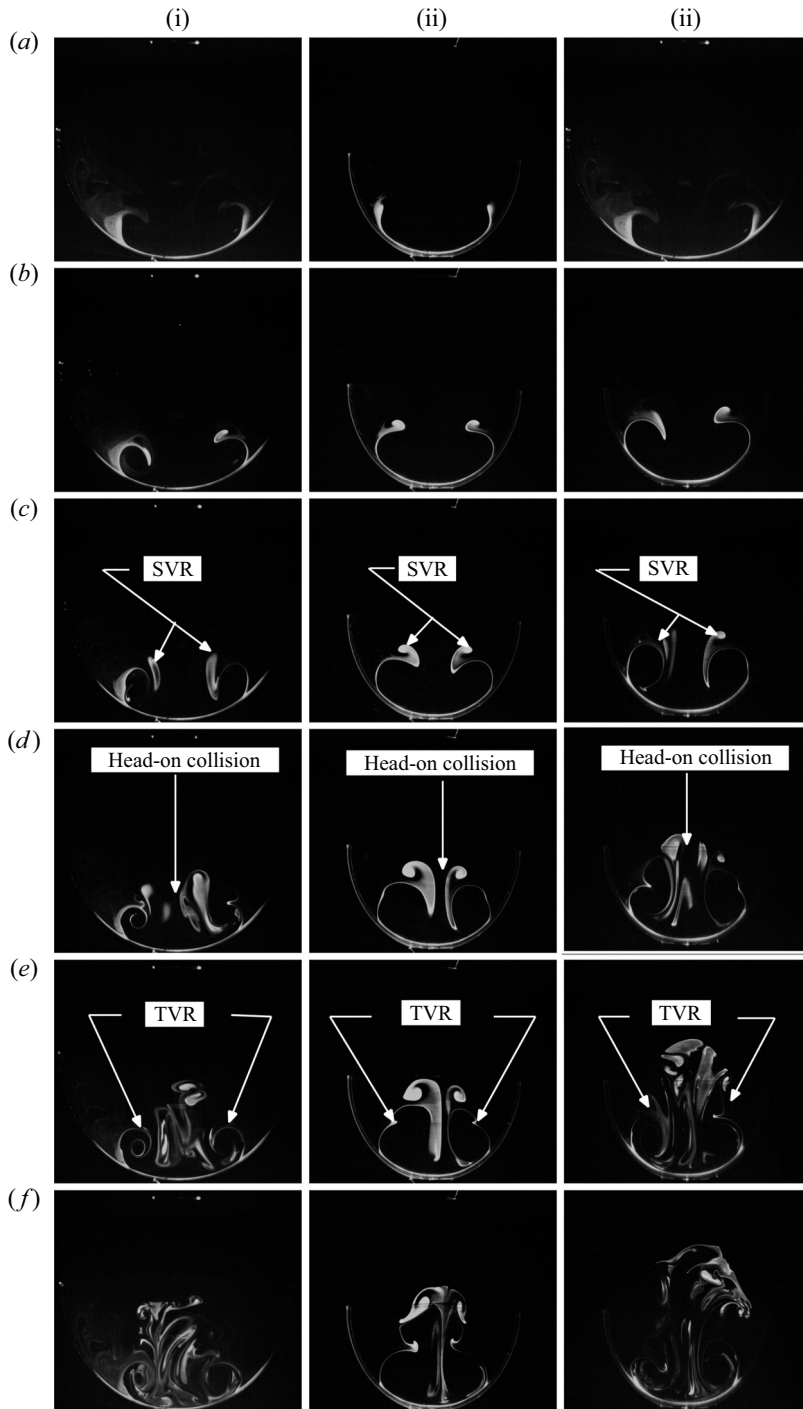 (i) (ii) (ii)
(a)
(b)
(c)
SVR SVR SVR
(d)
Head-on collision Head-on collision Head-on collision
(e)
TVR TVR TVR
(f)